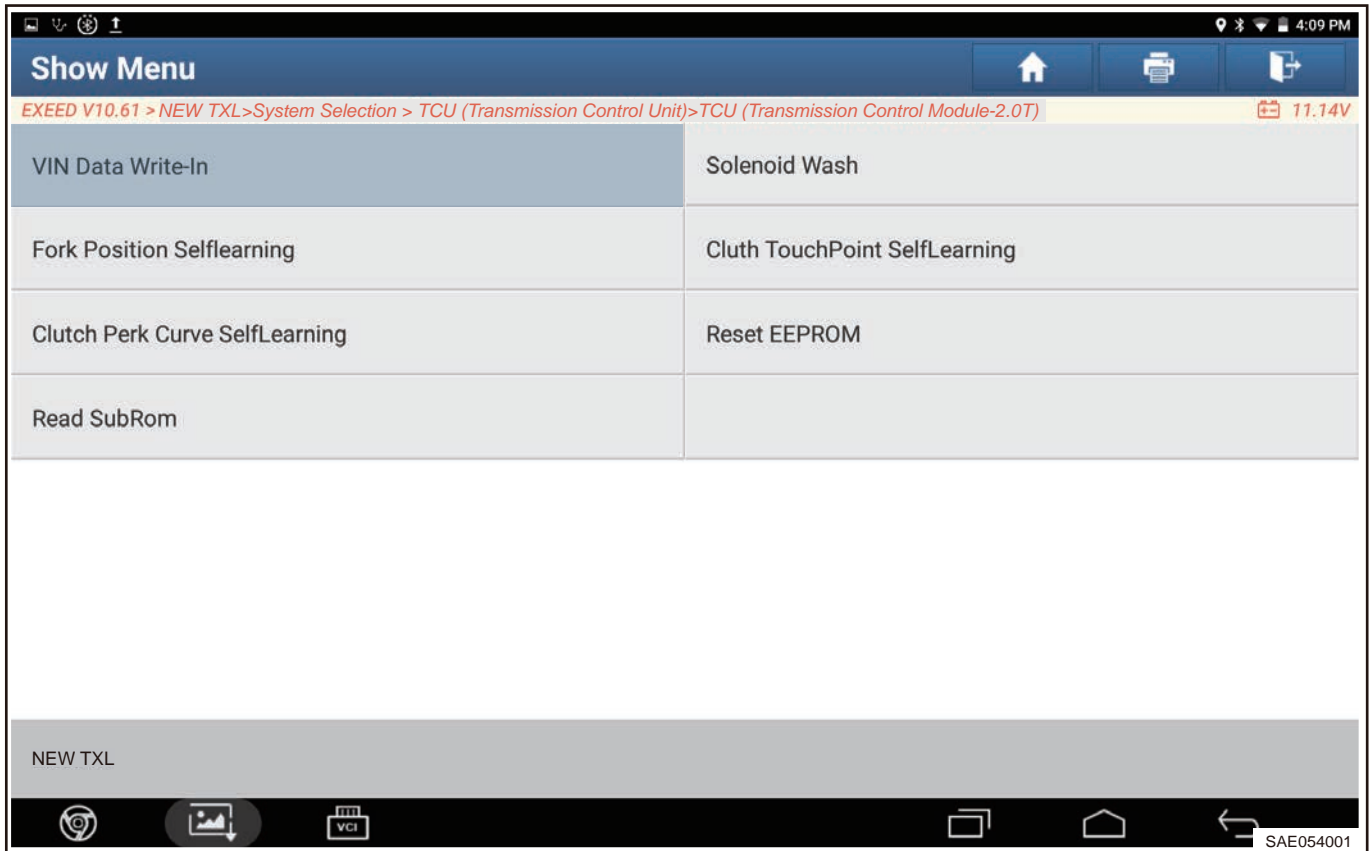 4:09 PM
Show Menu
EXEED V10.61 > NEW TXL>System Selection > TCU (Transmission Control Unit)>TCU (Transmission Control Module-2.0T)
11.14V
VIN Data Write-In
Solenoid Wash
Fork Position Selflearning
Cluth TouchPoint SelfLearning
Clutch Perk Curve SelfLearning
Reset EEPROM
Read SubRom
NEW TXL
VCI
SAE054001